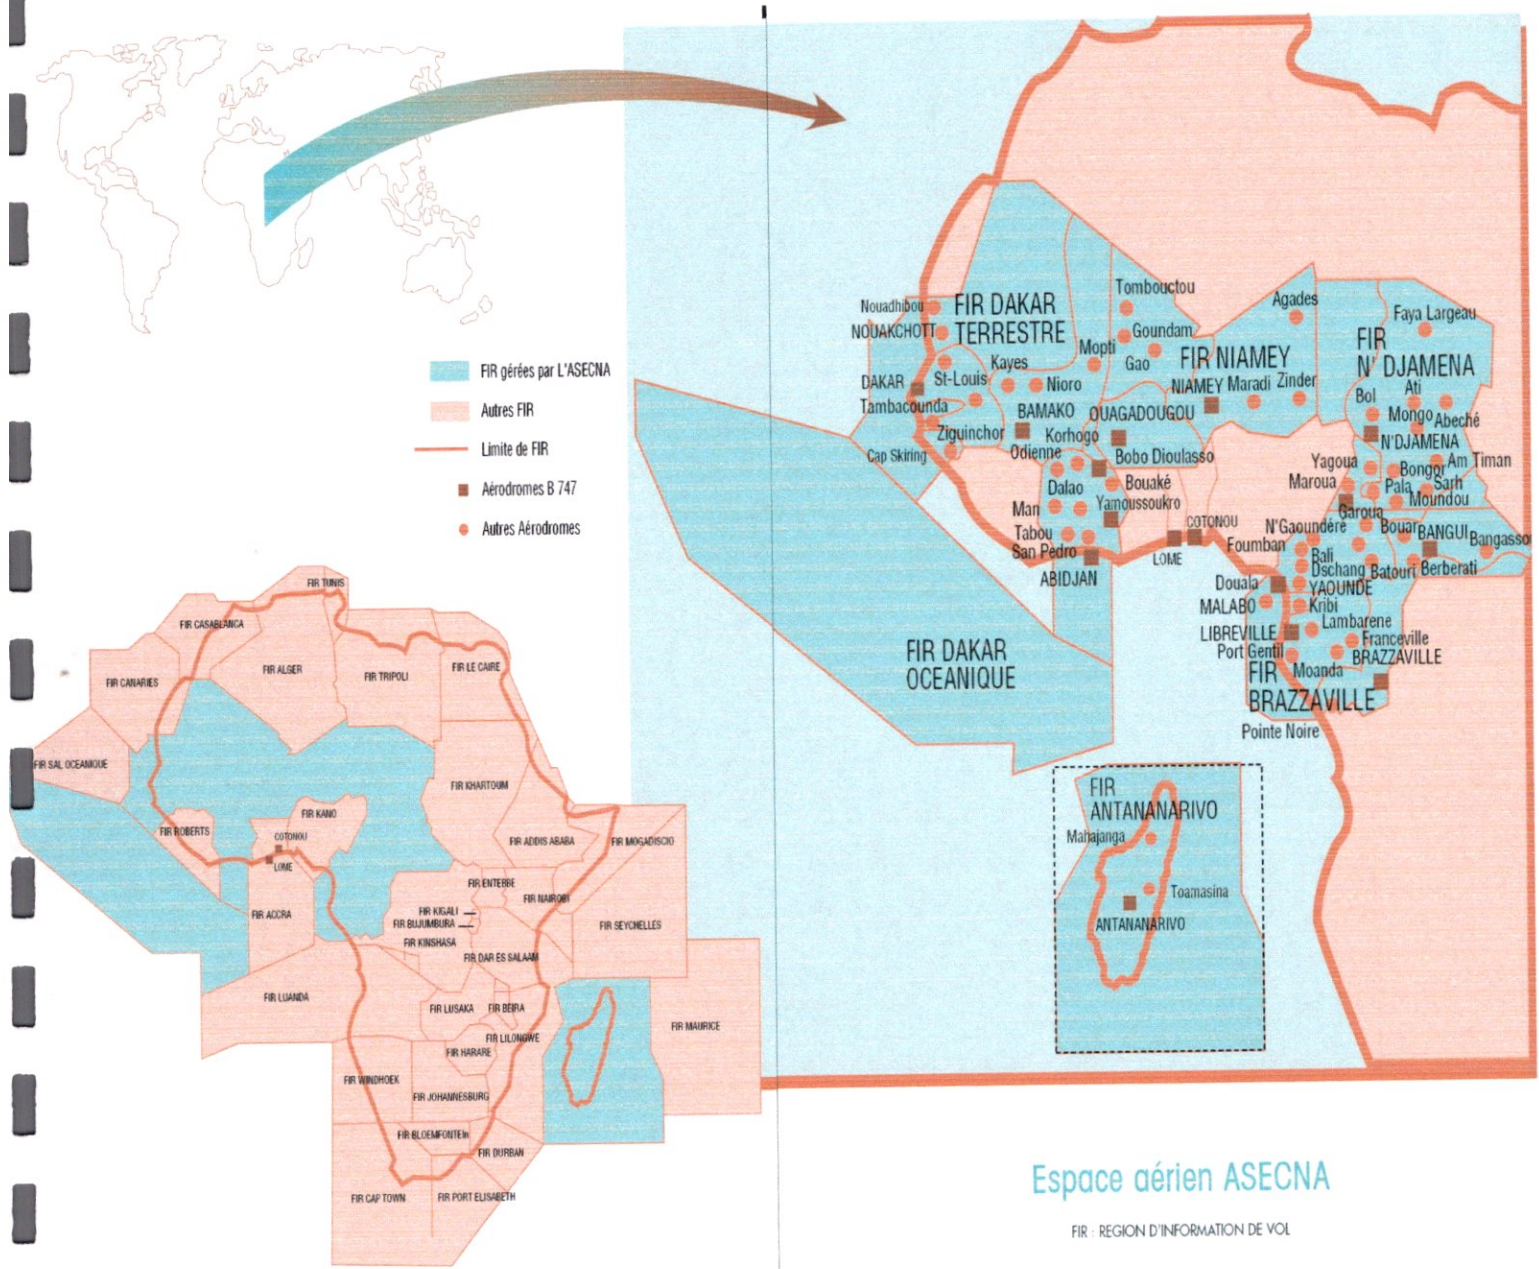 FIR gérées par L'ASECNA
Autres FIR
Limite de FIR
Aérodromes B 747
Autres Aérodromes
FIR TUNIS
FIR CASABLANCA
FIR ALGER
FIR TRIPOLI
FIR LE CAIRE
FIR CANARIES
FIR SAL OCEANIQUE
FIR KHARTOUM
FIR ROBERTS
FIR KANO
COTONOU
LOME
FIR ADDIS ABABA
FIR MOGADISCIO
FIR ENTEBBE
FIR NAIROBI
FIR ACCRA
FIR KIGALI
FIR BUJUMBURA
FIR SEYCHELLES
FIR KINSHASA
FIR DAR ES SALAAM
FIR LUANDA
FIR LUSAKA
FIR BEIRA
FIR MAURICE
FIR LILONGWE
FIR HARARE
FIR WINDHOEK
FIR JOHANNESBURG
FIR BLOEMFONTEIn
FIR DURBAN
FIR CAP TOWN
FIR PORT ELISABETH
Nouadhibou
NOUAKCHOTT
FIR DAKAR
TERRESTRE
Tombouctou
Goundam
Mopti
Gao
Agades
Faya Largeau
FIR
N' DJAMENA
FIR NIAMEY
NIAMEY
Maradi
Zinder
DAKAR
St-Louis
Kayes
Nioro
Tambacounda
Ziguinchor
Cap Skiring
BAMAKO
OUAGADOUGOU
Korhogo
Odienne
Bobo Dioulasso
Bol
Ati
Mongo
Abeché
N'DJAMENA
Yagoua
Bongor
Am Timan
Maroua
Pala
Sarh
Moundou
Garoua
Dalao
Bouaké
Man
Yamoussoukro
Tabou
San Pédro
ABIDJAN
COTONOU
LOME
N'Gaoundéré
Bouar
BANGUI
Bangasso
Foumban
Bali
Dschang
Batouri
Berberati
Douala
YAOUNDE
MALABO
Kribi
Lambarene
LIBREVILLE
Franceville
Port Gentil
BRAZZAVILLE
Moanda
FIR
BRAZZAVILLE
Pointe Noire
FIR DAKAR
OCEANIQUE
FIR
ANTANANARIVO
Mahajanga
Toamasina
ANTANANARIVO
Espace aérien ASECNA
FIR : REGION D'INFORMATION DE VOL